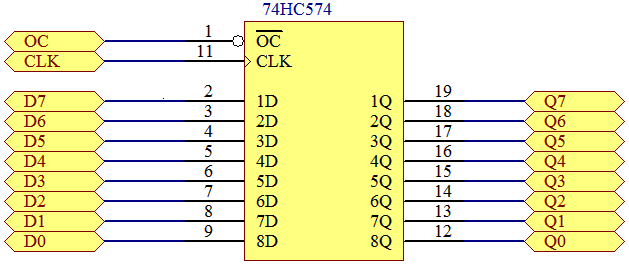 74HC574
OC 1 OC
CLK 11 CLK
D7 2 1D 1Q 19 Q7
D6 3 2D 2Q 18 Q6
D5 4 3D 3Q 17 Q5
D4 5 4D 4Q 16 Q4
D3 6 5D 5Q 15 Q3
D2 7 6D 6Q 14 Q2
D1 8 7D 7Q 13 Q1
D0 9 8D 8Q 12 Q0